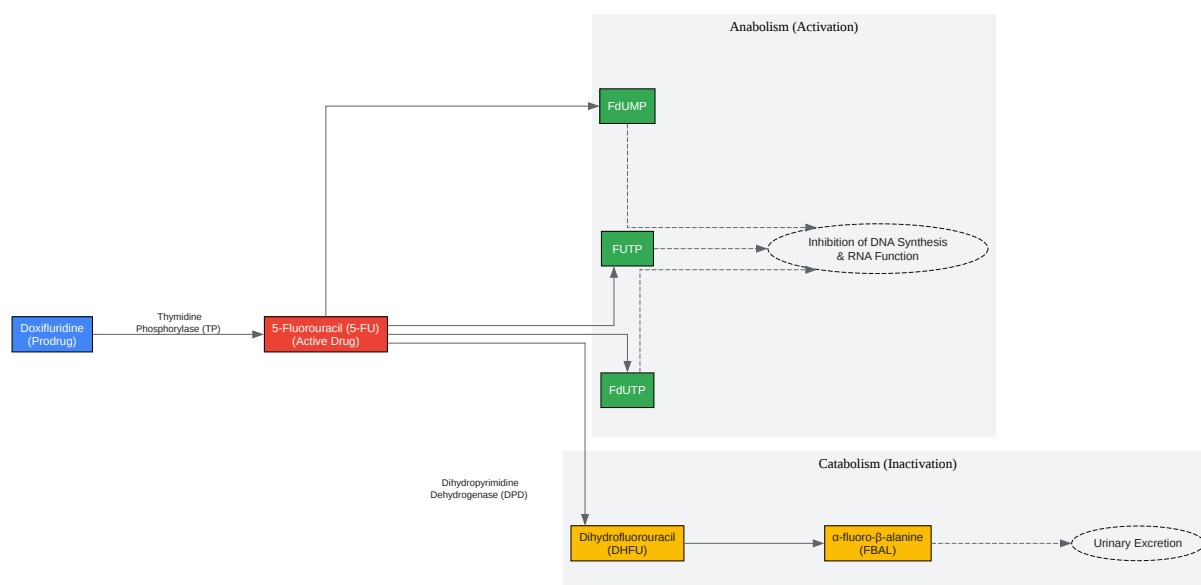 Anabolism (Activation)
FdUMP
FUTP
Inhibition of DNA Synthesis
& RNA Function
Doxifluridine
(Prodrug)
Thymidine
Phosphorylase (TP)
5-Fluorouracil (5-FU)
(Active Drug)
FdUTP
Catabolism (Inactivation)
Dihydropyrimidine
Dehydrogenase (DPD)
Dihydrofluorouracil
(DHFU)
α-fluoro-β-alanine
(FBAL)
Urinary Excretion